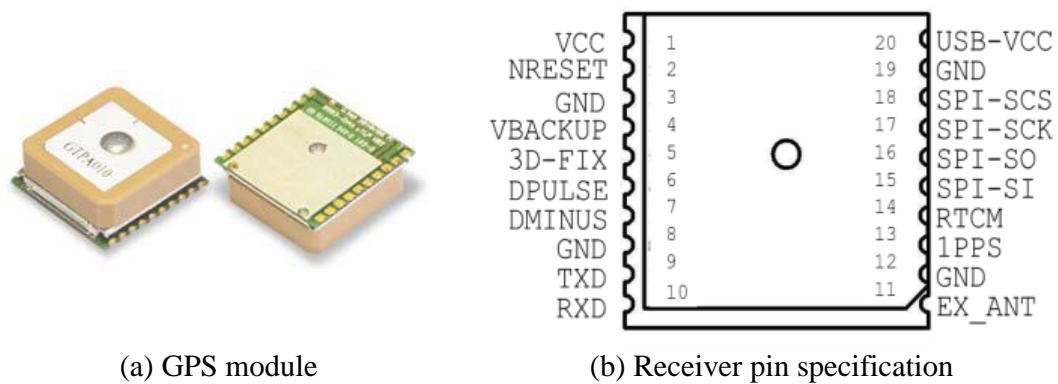 GTPA010
VCC 1 20 USB-VCC
NRESET 2 19 GND
GND 3 18 SPI-SCS
VBACKUP 4 17 SPI-SCK
3D-FIX 5 16 SPI-SO
DPULSE 6 15 SPI-SI
DMINUS 7 14 RTCM
GND 8 13 1PPS
TXD 9 12 GND
RXD 10 11 EX_ANT
(a) GPS module
(b) Receiver pin specification